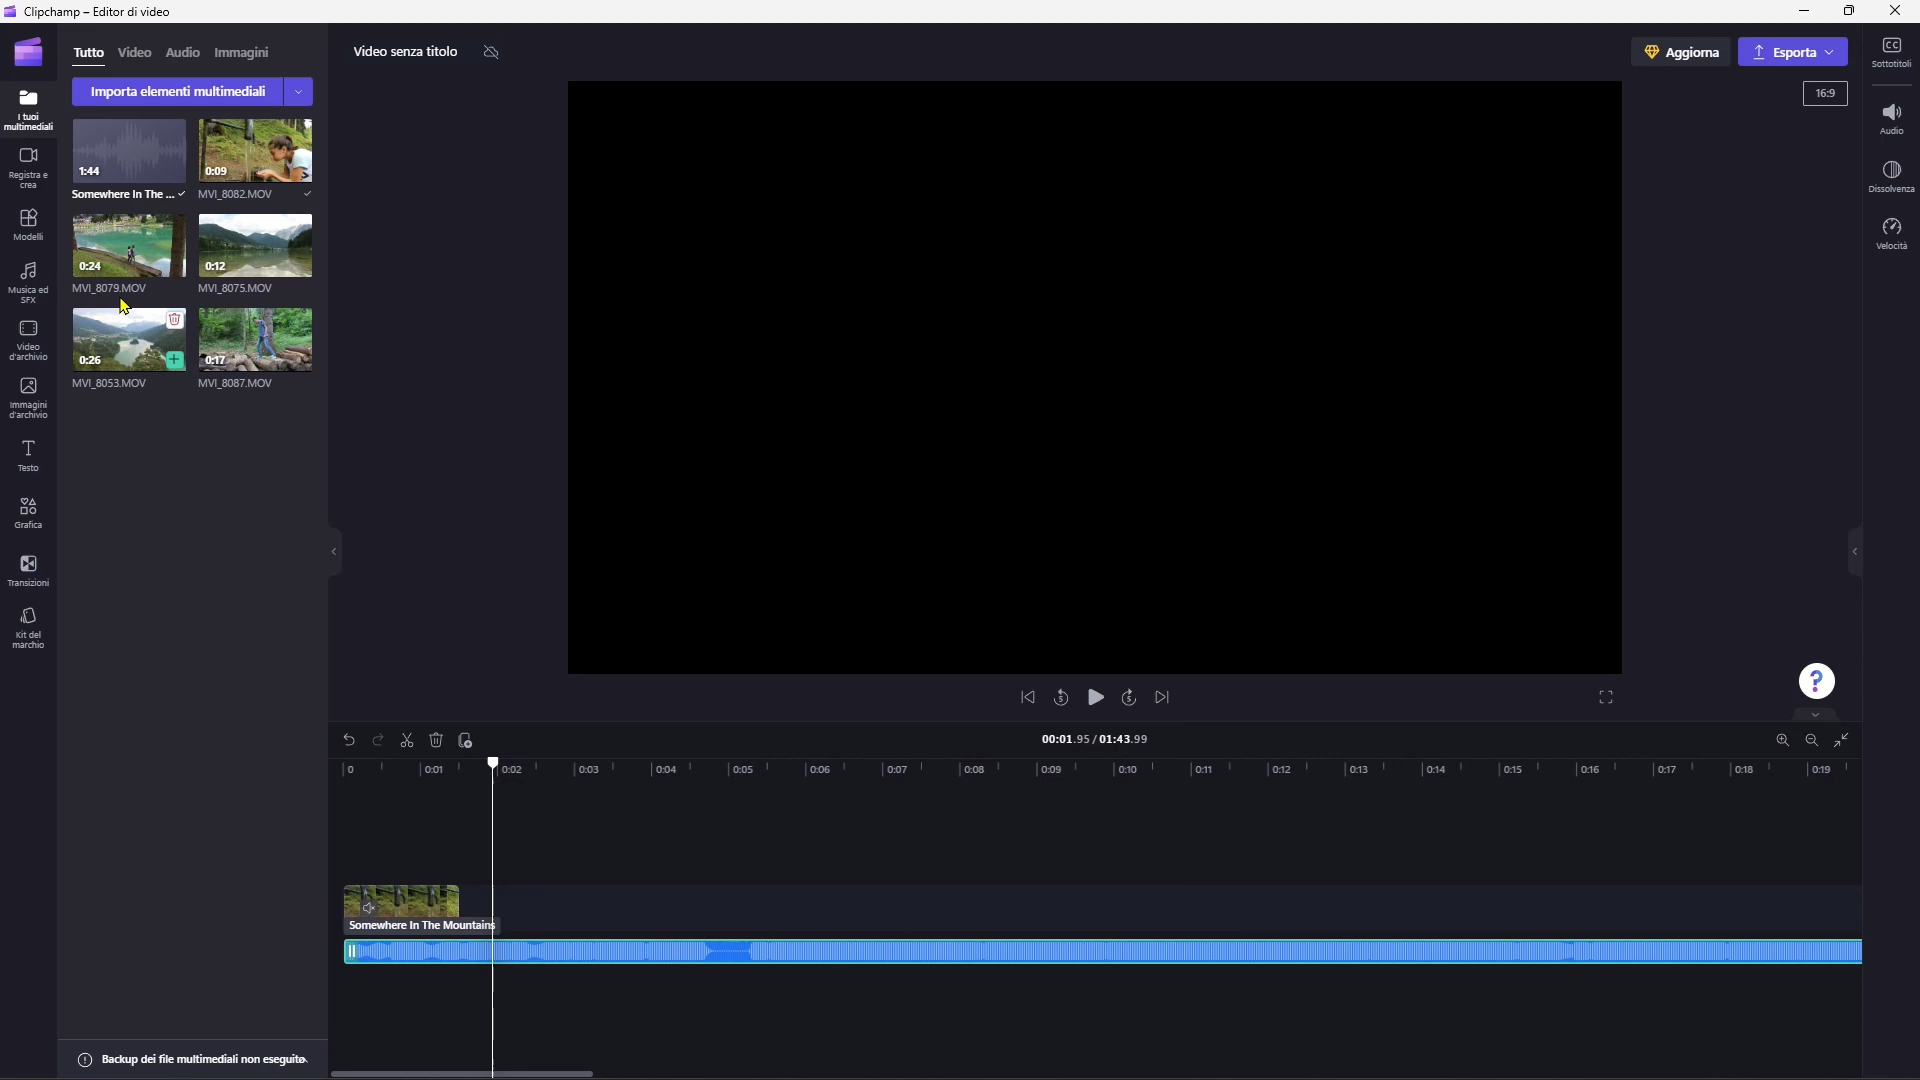 Clipchamp – Editor di video
Tutto Video Audio Immagini
Importa elementi multimediali
I tuoi
multimediali
Registra e
crea
Modelli
Musica ed
SFX
Video
d'archivio
Immagini
d'archivio
Testo
Grafica
Transizioni
Kit del
marchio
1:44
Somewhere In The ...
0:09
MVI_8082.MOV
0:24
MVI_8079.MOV
0:12
MVI_8075.MOV
0:26
MVI_8053.MOV
0:17
MVI_8087.MOV
Backup dei file multimediali non eseguito
Video senza titolo
Aggiorna
Esporta
16:9
CC
Sottotitoli
Audio
Dissolvenza
Velocità
5
5
?
00:01.95 / 01:43.99
0 0:01 0:02 0:03 0:04 0:05 0:06 0:07 0:08 0:09 0:10 0:11 0:12 0:13 0:14 0:15 0:16 0:17 0:18 0:19
Somewhere In The Mountains